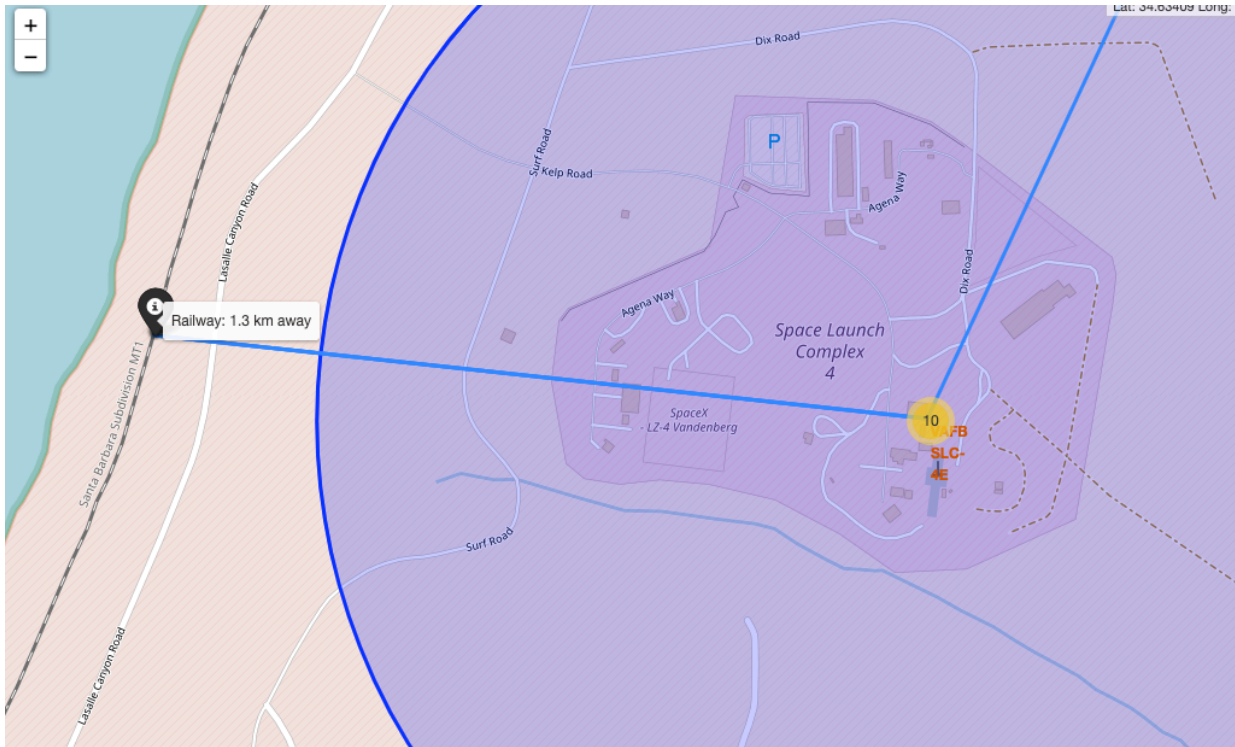 +
−
Lat: 34.63409 Long:
Dix Road
P
Surf Road
Kelp Road
Agena Way
Lasalle Canyon Road
Dix Road
Agena Way
Railway: 1.3 km away
Space Launch
Complex
4
Santa Barbara Subdivision MT1
SpaceX
- LZ-4 Vandenberg
10
VAFB
SLC-
4E
Surf Road
Lasalle Canyon Road